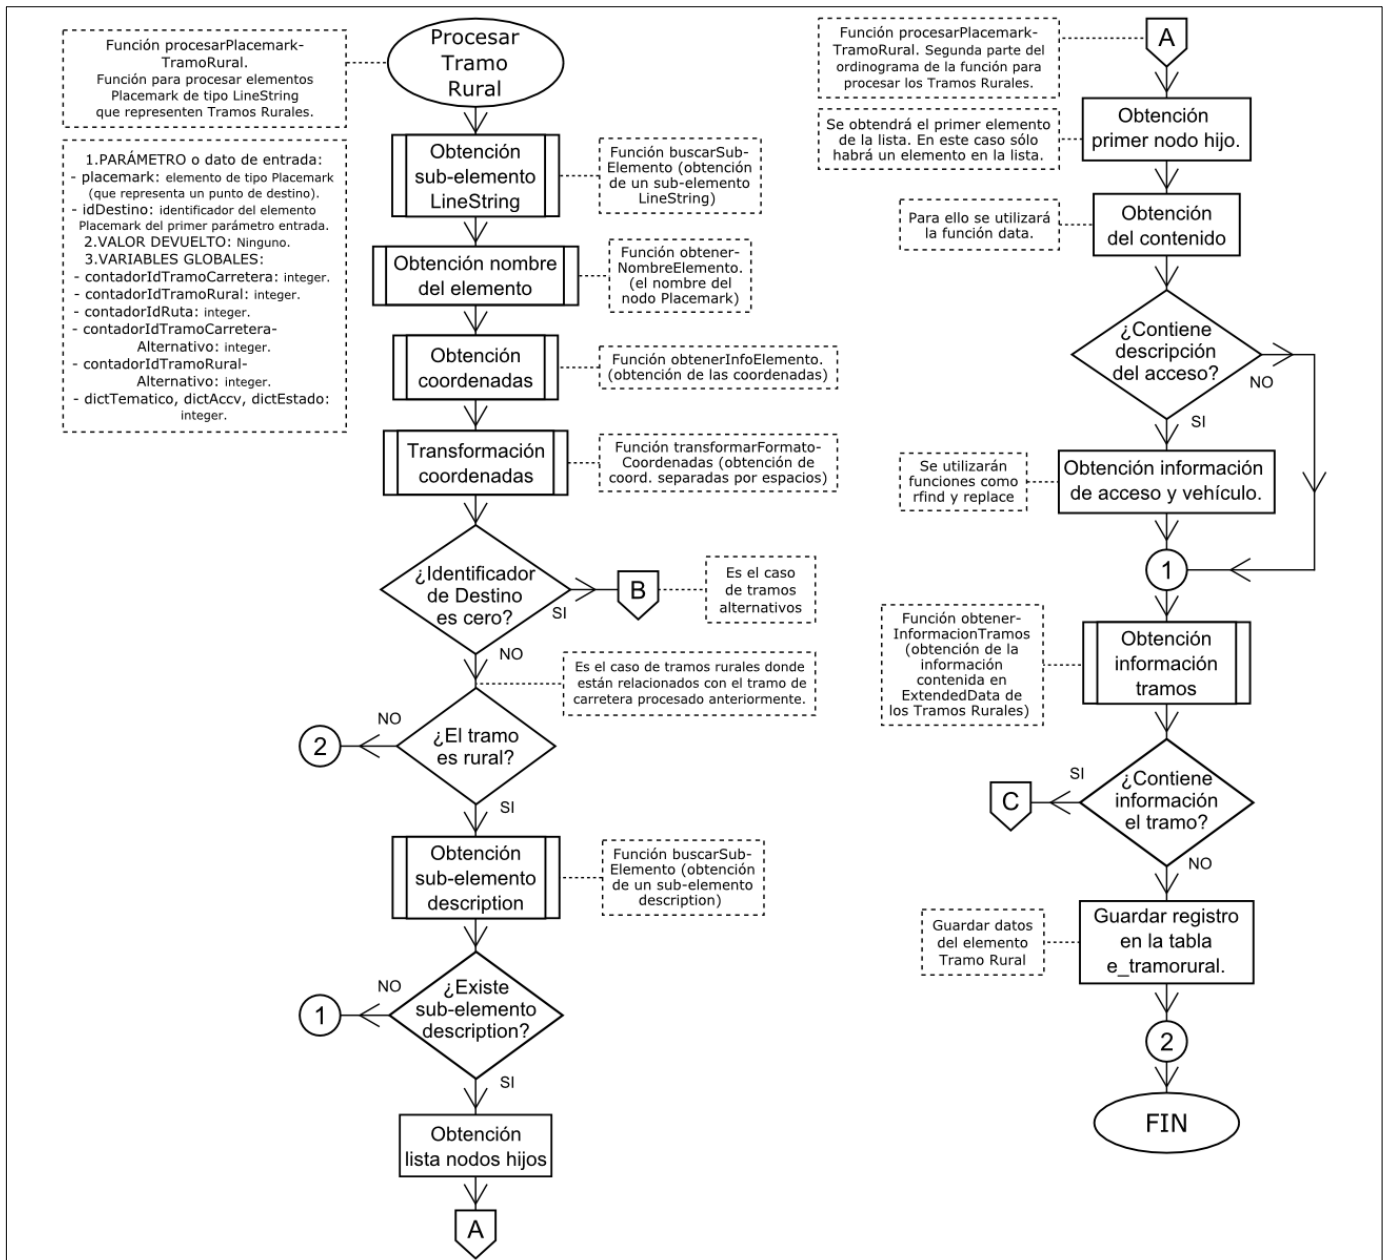 Función procesarPlacemark-
TramoRural.
Función para procesar elementos
Placemark de tipo LineString
que representen Tramos Rurales.
Procesar
Tramo
Rural
1.PARÁMETRO o dato de entrada:
- placemark: elemento de tipo Placemark
(que representa un punto de destino).
- idDestino: identificador del elemento
Placemark del primer parámetro entrada.
2.VALOR DEVUELTO: Ninguno.
3.VARIABLES GLOBALES:
- contadorIdTramoCarretera: integer.
- contadorIdTramoRural: integer.
- contadorIdRuta: integer.
- contadorIdTramoCarretera-
Alternativo: integer.
- contadorIdTramoRural-
Alternativo: integer.
- dictTematico, dictAccv, dictEstado:
integer.
Obtención
sub-elemento
LineString
Función buscarSub-
Elemento (obtención
de un sub-elemento
LineString)
Obtención nombre
del elemento
Función obtener-
NombreElemento.
(el nombre del
nodo Placemark)
Obtención
coordenadas
Función obtenerInfoElemento.
(obtención de las coordenadas)
Transformación
coordenadas
Función transformarFormato-
Coordenadas (obtención de
coord. separadas por espacios)
¿Identificador
de Destino
es cero?
SI
B
Es el caso
de tramos
alternativos
NO
Es el caso de tramos rurales donde
están relacionados con el tramo de
carretera procesado anteriormente.
¿El tramo
es rural?
NO
2
SI
Obtención
sub-elemento
description
Función buscarSub-
Elemento (obtención
de un sub-elemento
description)
¿Existe
sub-elemento
description?
NO
1
SI
Obtención
lista nodos hijos
A
Función procesarPlacemark-
TramoRural. Segunda parte del
ordinograma de la función para
procesar los Tramos Rurales.
A
Se obtendrá el primer elemento
de la lista. En este caso sólo
habrá un elemento en la lista.
Obtención
primer nodo hijo.
Para ello se utilizará
la función data.
Obtención
del contenido
¿Contiene
descripción
del acceso?
NO
SI
Se utilizarán
funciones como
rfind y replace
Obtención información
de acceso y vehículo.
1
Función obtener-
InformacionTramos
(obtención de la
información
contenida en
ExtendedData de
los Tramos Rurales)
Obtención
información
tramos
¿Contiene
información
el tramo?
SI
C
NO
Guardar datos
del elemento
Tramo Rural
Guardar registro
en la tabla
e_tramorural.
2
FIN